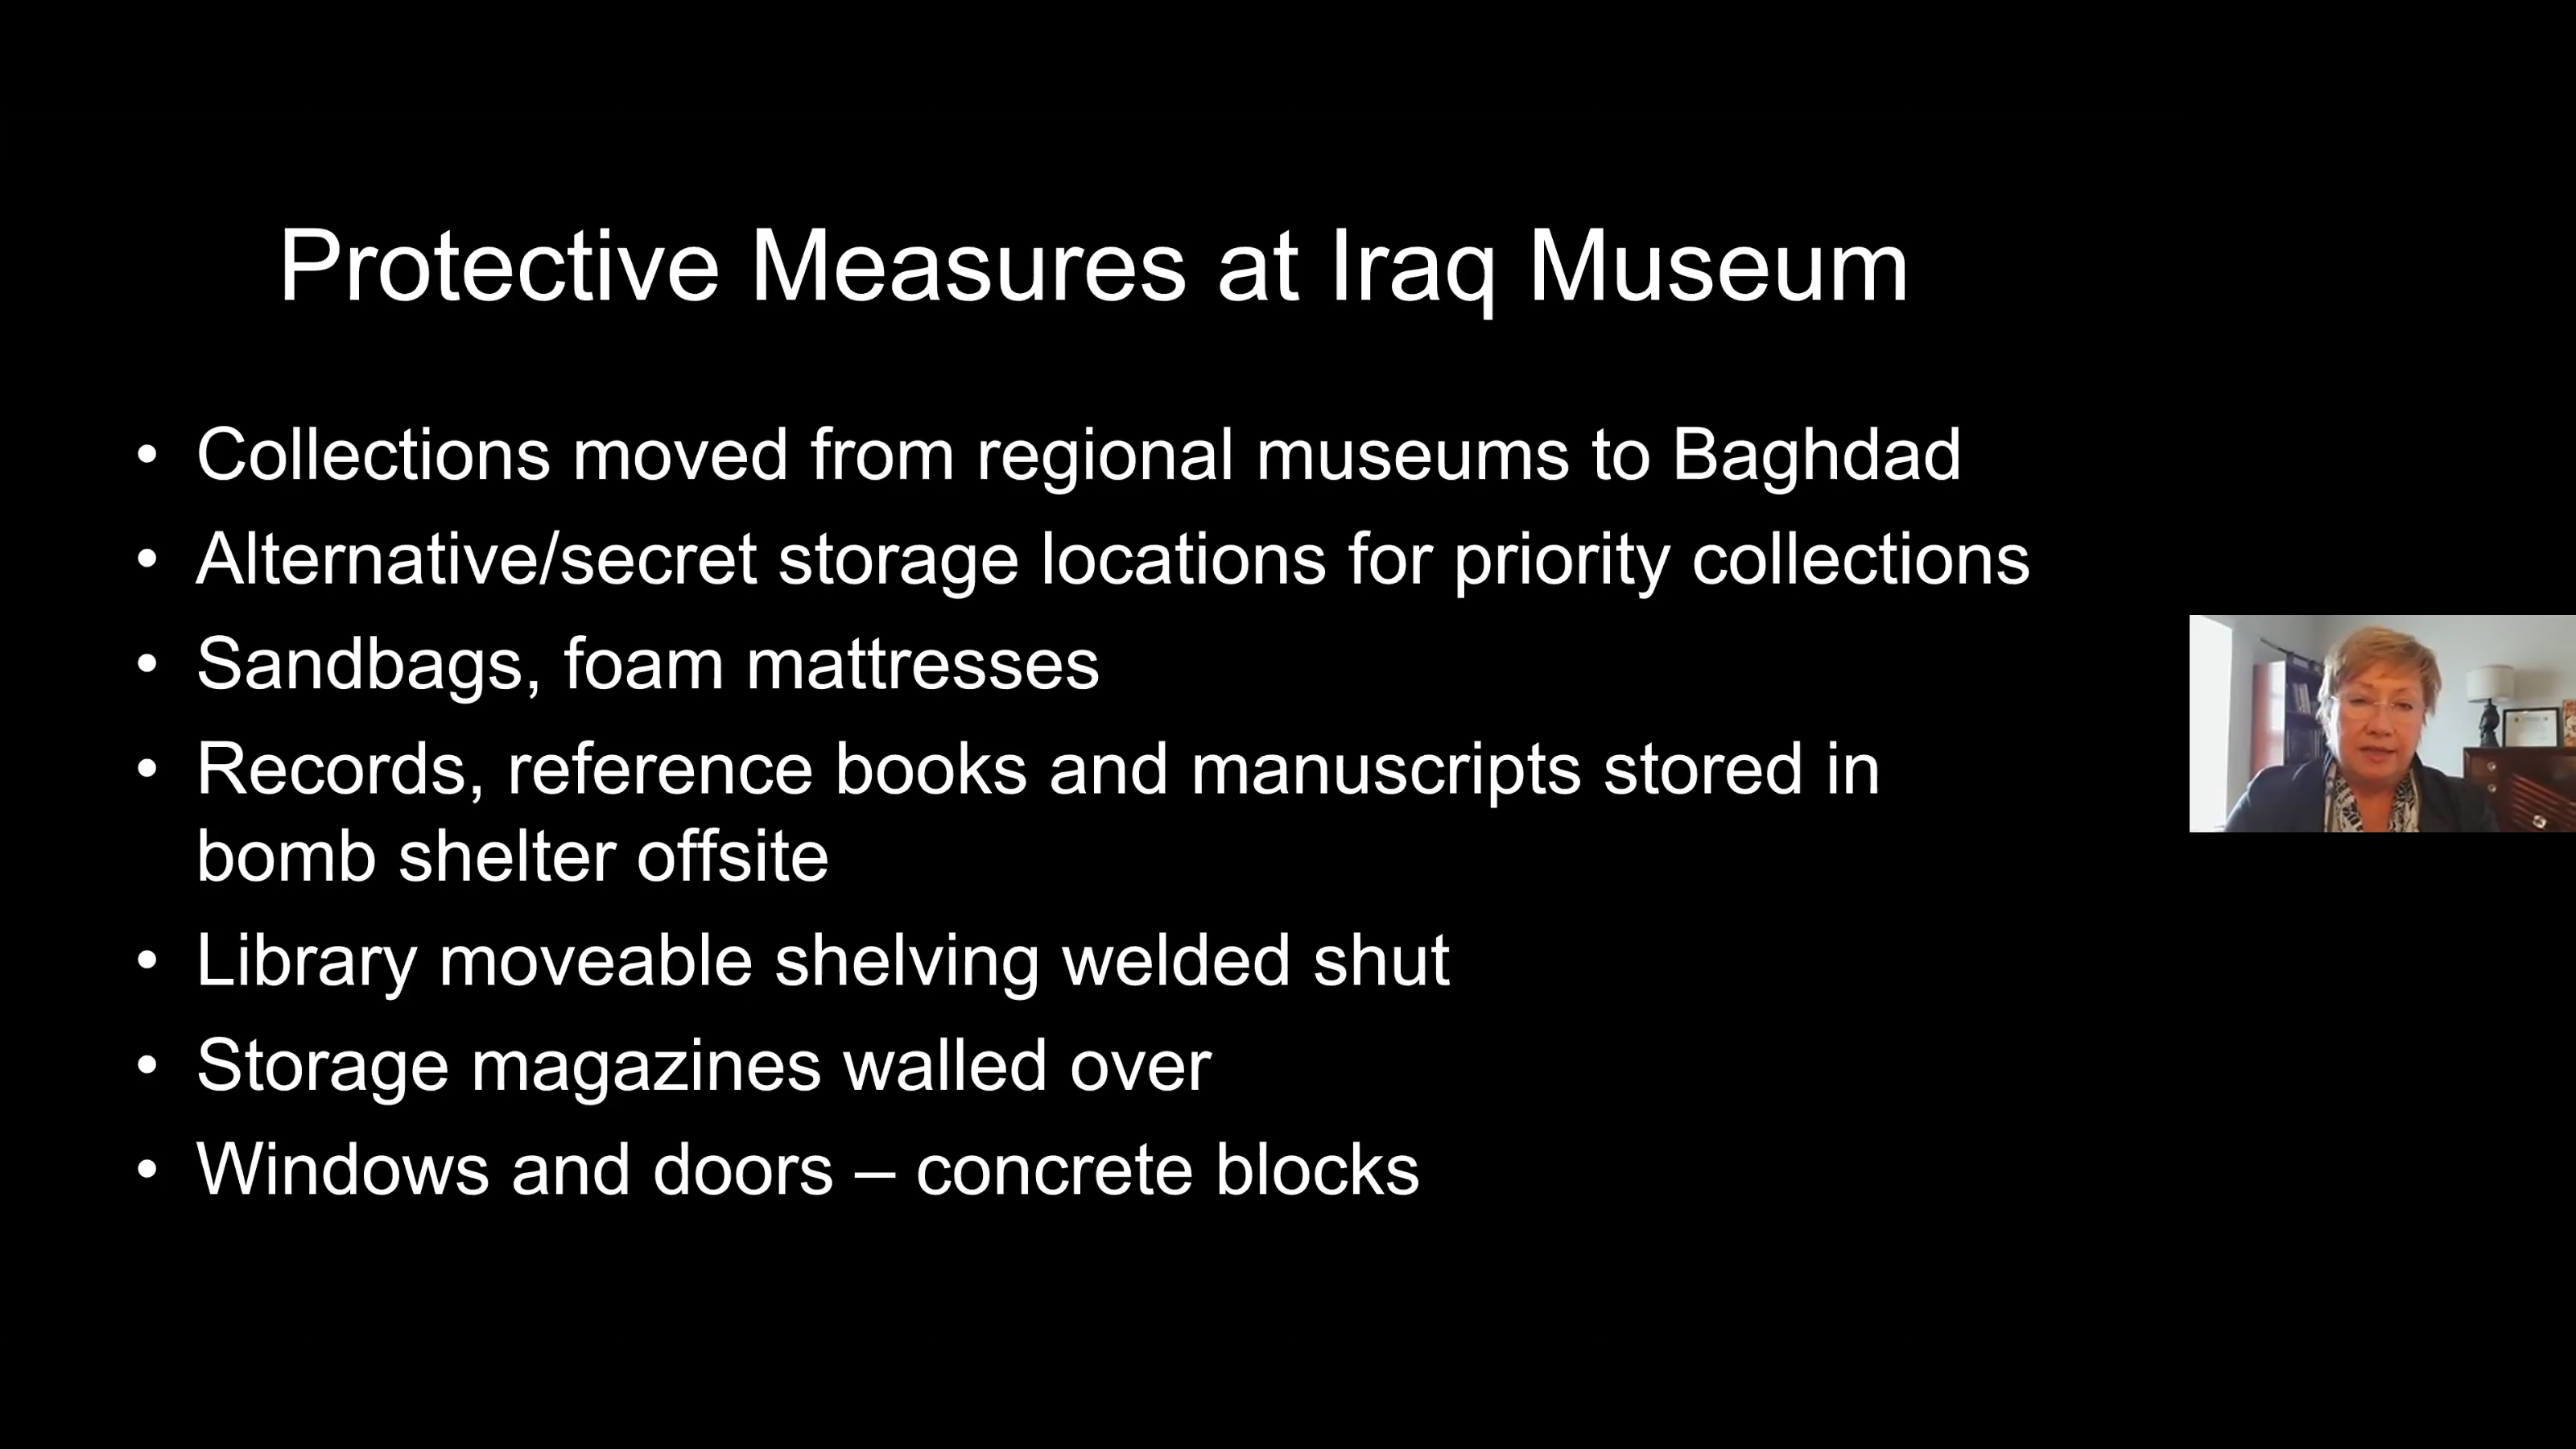 Protective Measures at Iraq Museum
• Collections moved from regional museums to Baghdad
• Alternative/secret storage locations for priority collections
• Sandbags, foam mattresses
• Records, reference books and manuscripts stored in
bomb shelter offsite
• Library moveable shelving welded shut
• Storage magazines walled over
• Windows and doors – concrete blocks